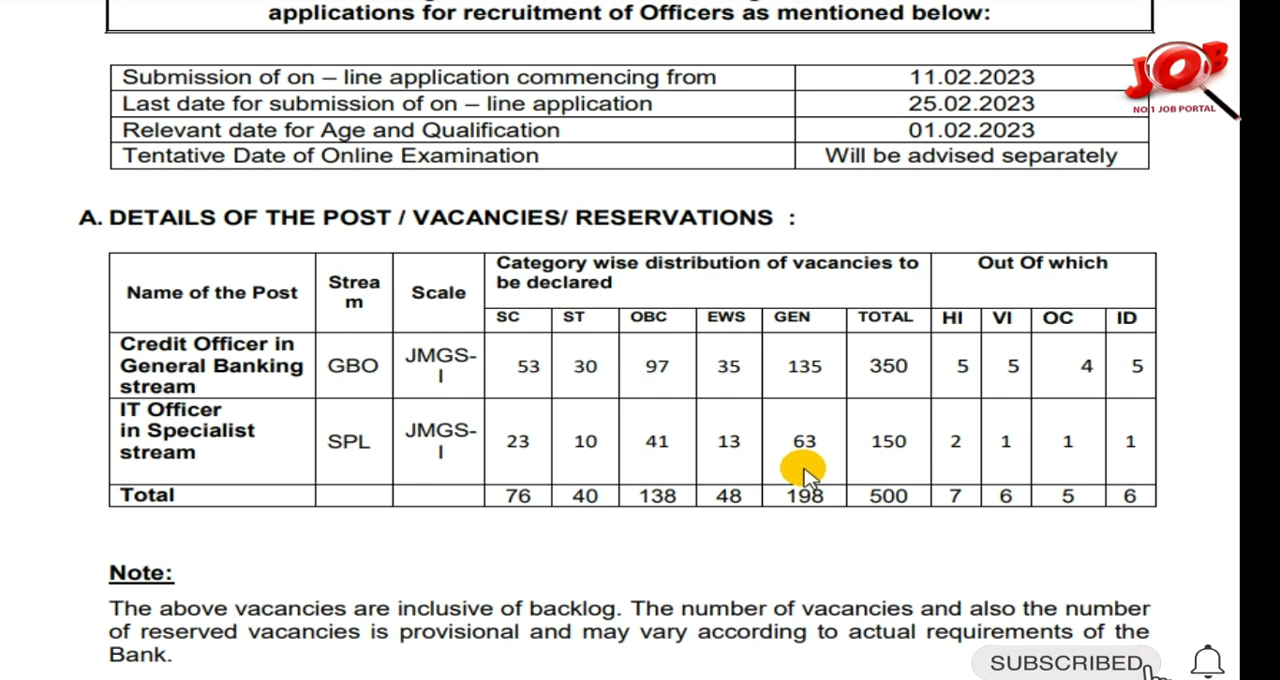 applications for recruitment of Officers as mentioned below:
Submission of on – line application commencing from 11.02.2023
Last date for submission of on – line application 25.02.2023
Relevant date for Age and Qualification 01.02.2023
Tentative Date of Online Examination Will be advised separately
JOB
NO.1 JOB PORTAL
A. DETAILS OF THE POST / VACANCIES/ RESERVATIONS :
Name of the Post
Strea
m
Scale
Category wise distribution of vacancies to
be declared
Out Of which
SC ST OBC EWS GEN TOTAL HI VI OC ID
Credit Officer in
General Banking
stream
GBO
JMGS-
I
53 30 97 35 135 350 5 5 4 5
IT Officer
in Specialist
stream
SPL
JMGS-
I
23 10 41 13 63 150 2 1 1 1
Total 76 40 138 48 198 500 7 6 5 6
Note:
The above vacancies are inclusive of backlog. The number of vacancies and also the number
of reserved vacancies is provisional and may vary according to actual requirements of the
Bank.
SUBSCRIBED